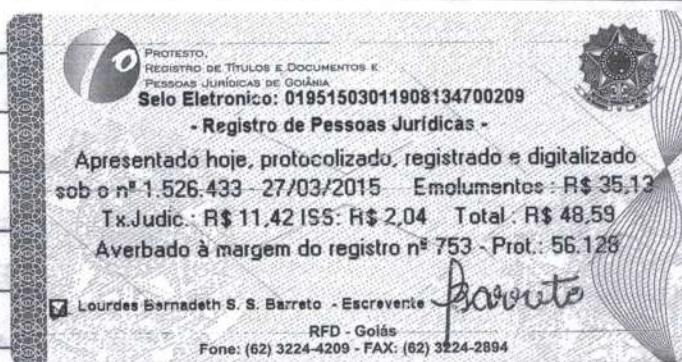 PROTESTO,
REGISTRO DE TÍTULOS E DOCUMENTOS E
PESSOAS JURÍDICAS DE GOIÂNIA
Selo Eletronico: 01951503011908134700209
- Registro de Pessoas Jurídicas -
Apresentado hoje, protocolizado, registrado e digitalizado
sob o nº 1.526.433 - 27/03/2015 Emolumentos : R$ 35,13
Tx.Judic.: R$ 11,42 ISS: R$ 2,04 Total : R$ 48,59
Averbado à margem do registro nº 753 - Prot.: 56.128
Lourdes Bernadeth S. S. Barreto - Escrevente Barreto
RFD - Goiás
Fone: (62) 3224-4209 - FAX: (62) 3224-2894